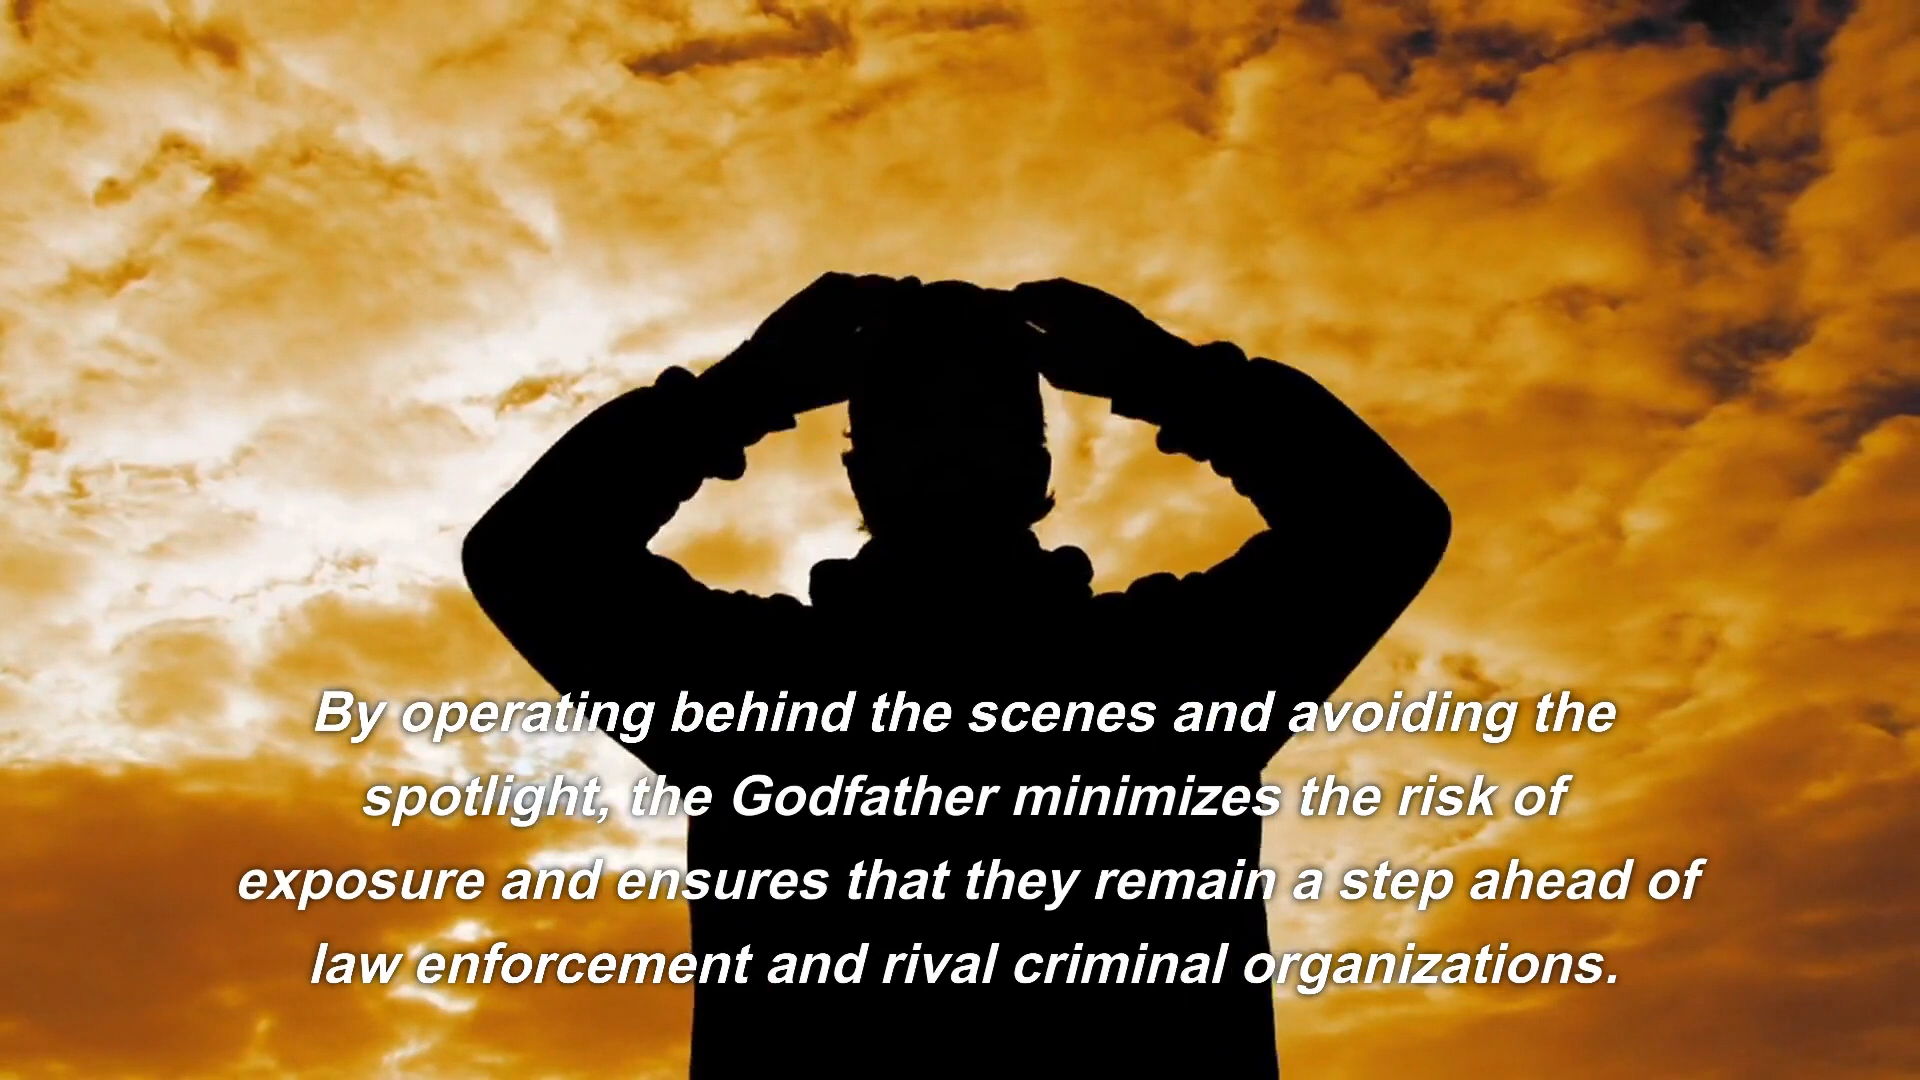 By operating behind the scenes and avoiding the
spotlight, the Godfather minimizes the risk of
exposure and ensures that they remain a step ahead of
law enforcement and rival criminal organizations.